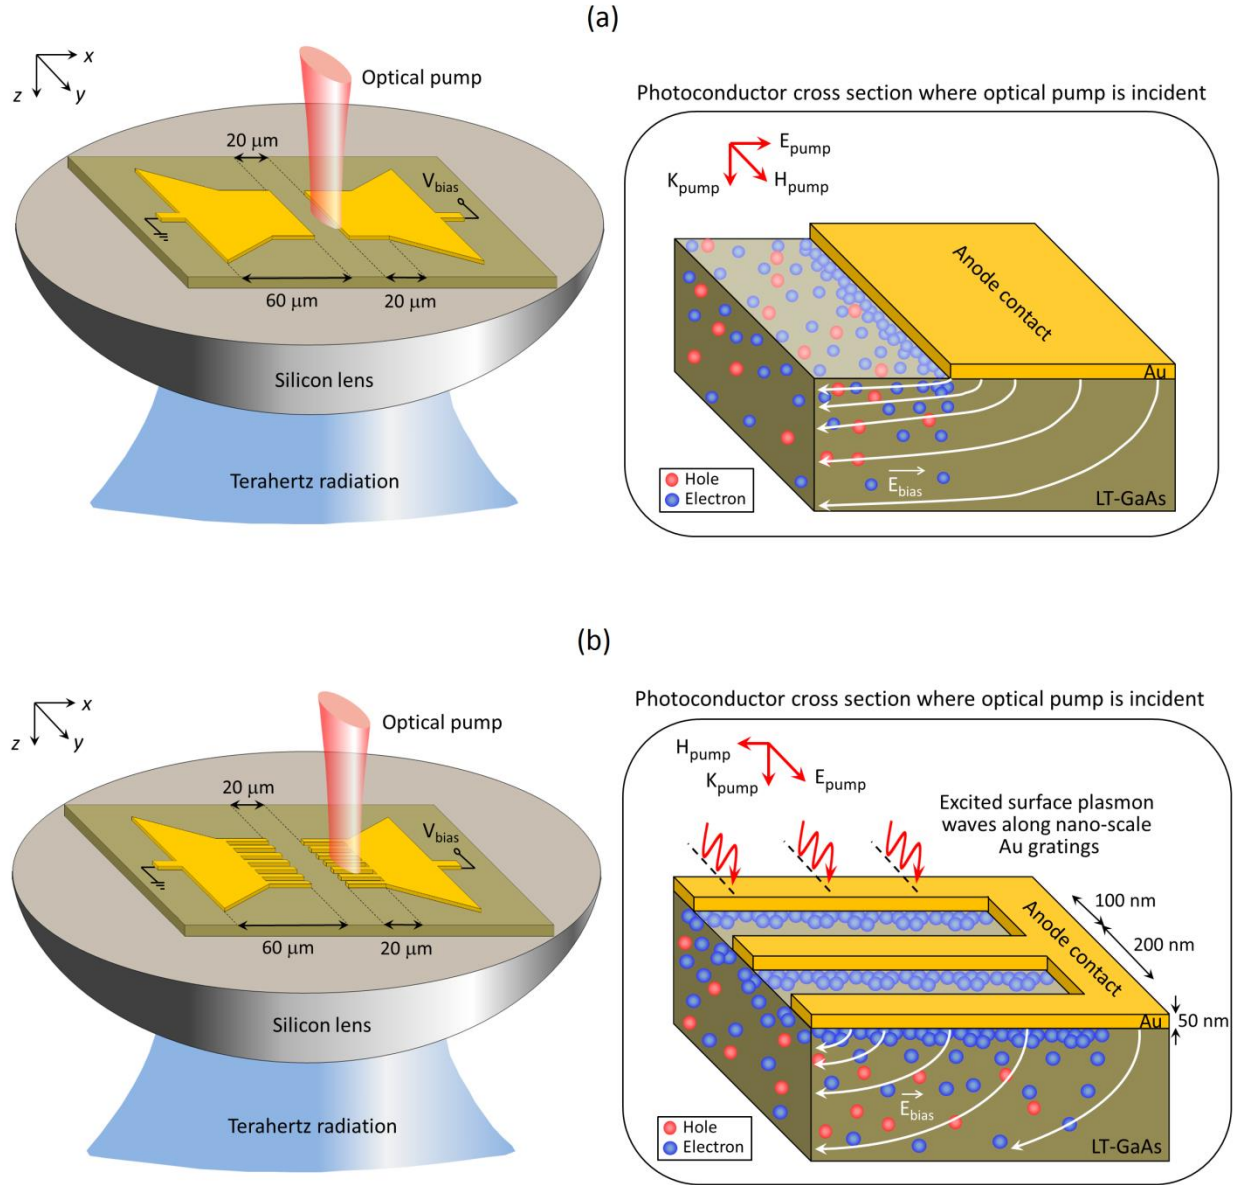 (a)
x
z
y
Optical pump
20 μm
V_bias
60 μm
20 μm
Silicon lens
Terahertz radiation
Photoconductor cross section where optical pump is incident
E_pump
K_pump
H_pump
Anode contact
Au
Hole
Electron
E_bias
LT-GaAs
(b)
x
z
y
Optical pump
20 μm
V_bias
60 μm
20 μm
Silicon lens
Terahertz radiation
Photoconductor cross section where optical pump is incident
H_pump
K_pump
E_pump
Excited surface plasmon
waves along nano-scale
Au gratings
100 nm
200 nm
Anode contact
Au
50 nm
E_bias
Hole
Electron
LT-GaAs